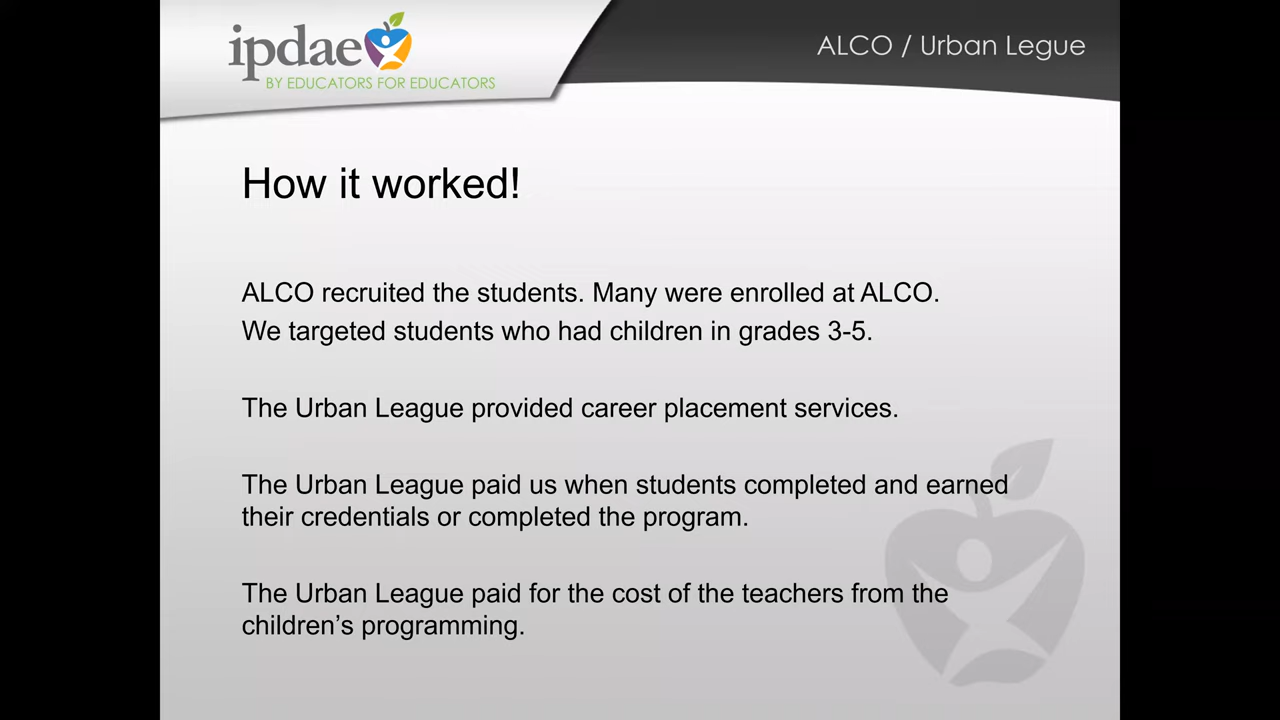 ipdae
BY EDUCATORS FOR EDUCATORS
ALCO / Urban Legue
How it worked!
ALCO recruited the students. Many were enrolled at ALCO.
We targeted students who had children in grades 3-5.
The Urban League provided career placement services.
The Urban League paid us when students completed and earned
their credentials or completed the program.
The Urban League paid for the cost of the teachers from the
children’s programming.